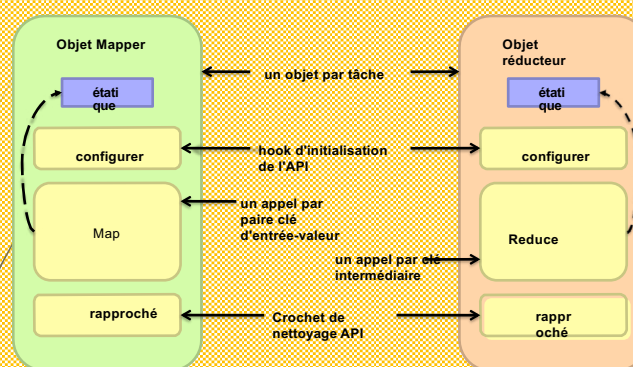 Objet Mapper
étati
que
configurer
Map
rapproché
un objet par tâche
hook d'initialisation
de l'API
un appel par
paire clé
d'entrée-valeur
un appel par clé
intermédiaire
Crochet de
nettoyage API
Objet
réducteur
étati
que
configurer
Reduce
rappr
oché